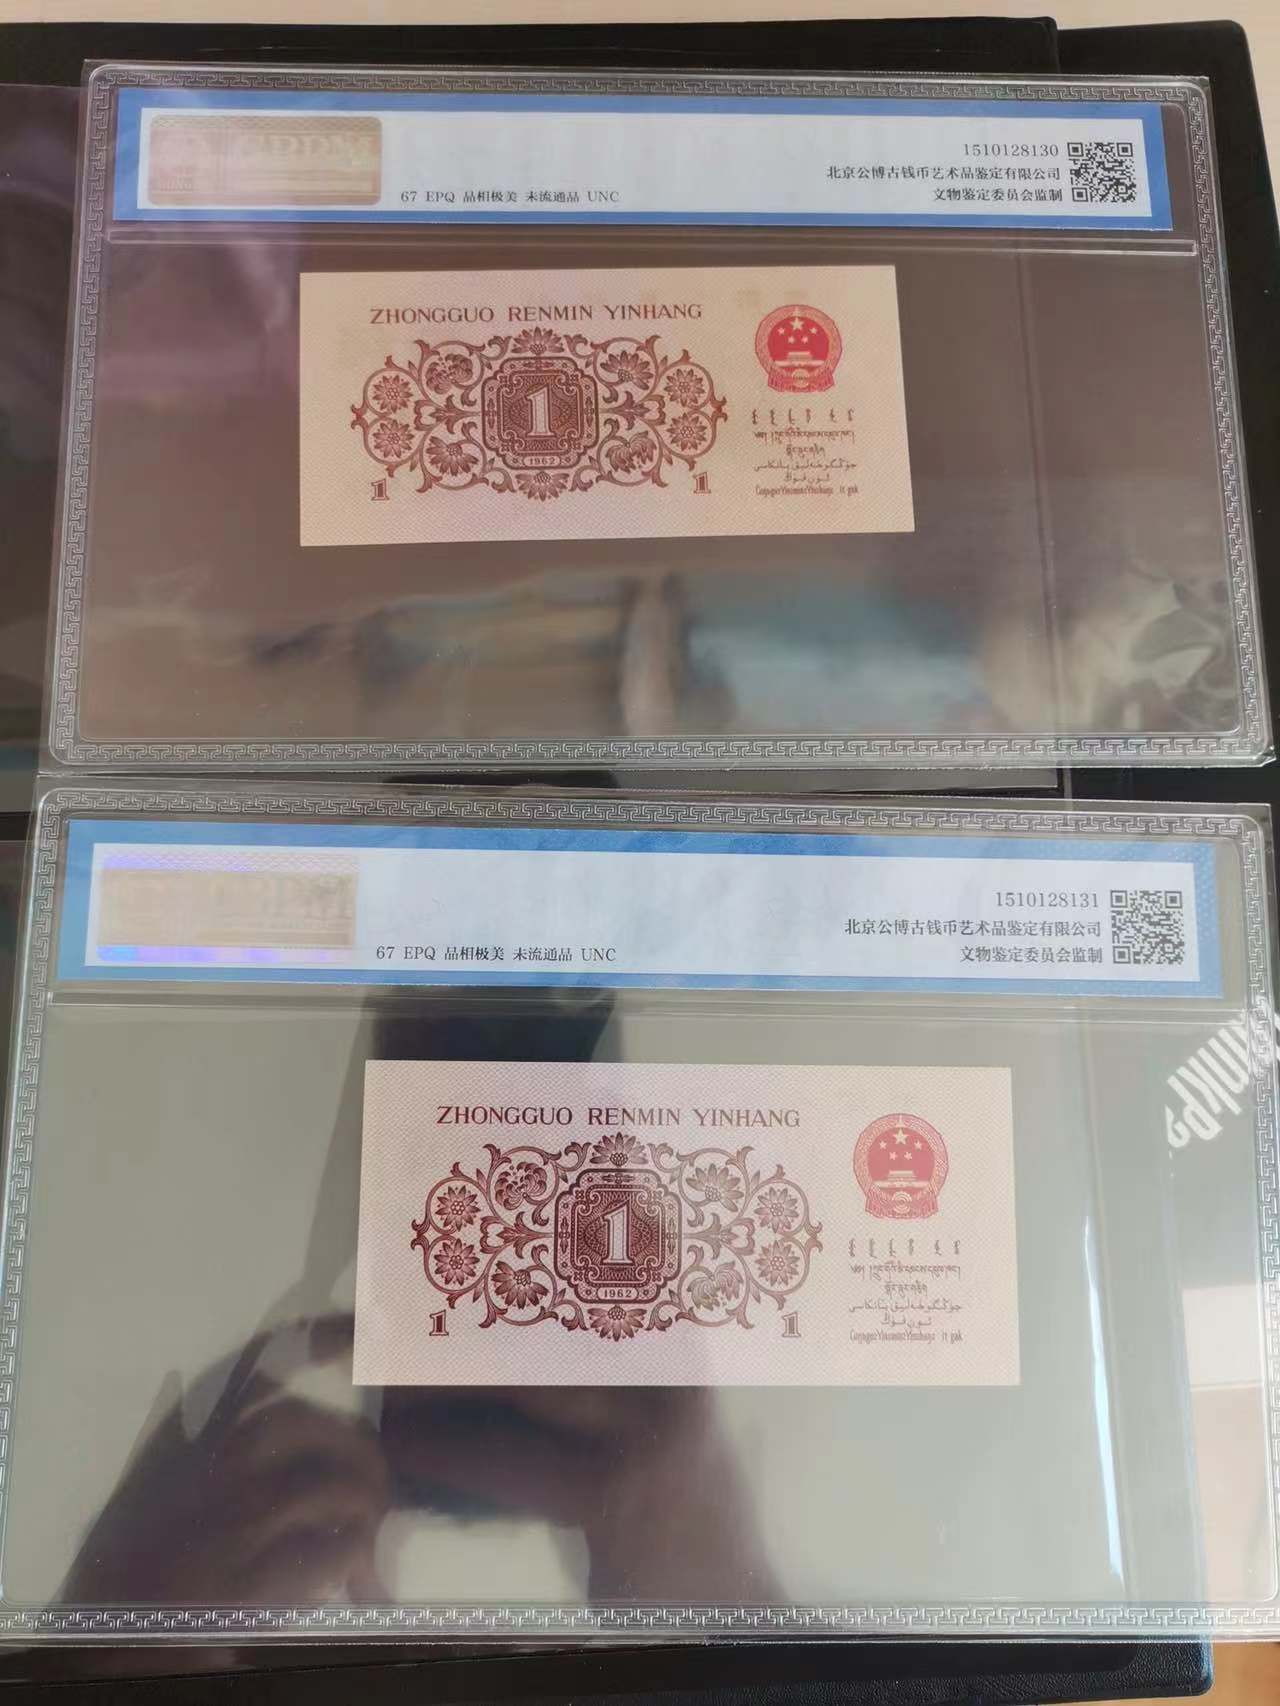 1510128130
北京公博古钱币艺术品鉴定有限公司
文物鉴定委员会监制
67 EPQ 品相极美 未流通品 UNC
ZHONGGUO RENMIN YINHANG
1
(1962)
1
1
1510128131
北京公博古钱币艺术品鉴定有限公司
文物鉴定委员会监制
67 EPQ 品相极美 未流通品 UNC
ZHONGGUO RENMIN YINHANG
1
(1962)
1
1